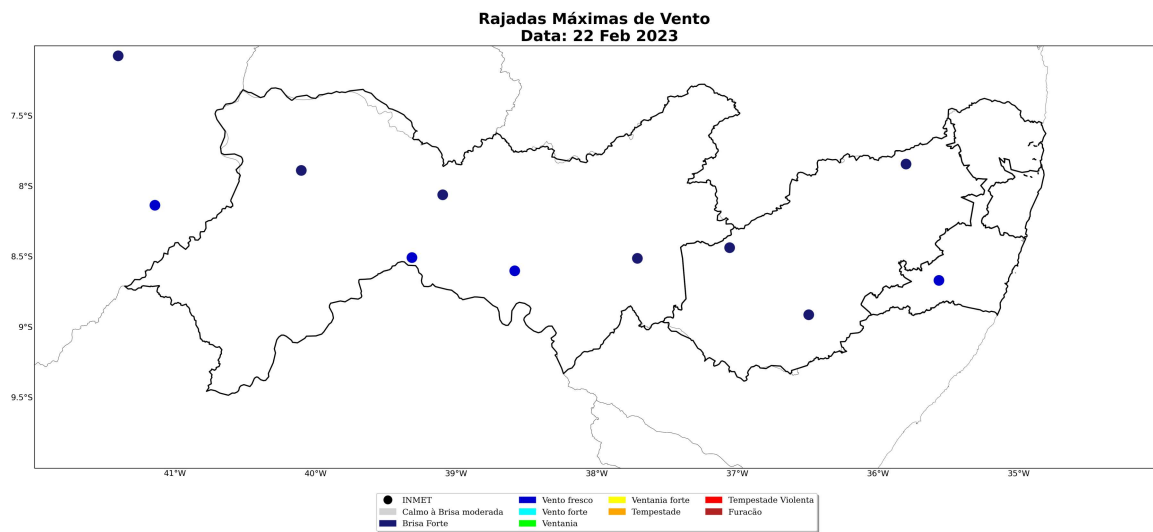 Rajadas Máximas de Vento
Data: 22 Feb 2023
7.5°S
8°S
8.5°S
9°S
9.5°S
41°W 40°W 39°W 38°W 37°W 36°W 35°W
INMET Vento fresco Ventania forte Tempestade Violenta
Calmo à Brisa moderada Vento forte Tempestade Furacão
Brisa Forte Ventania